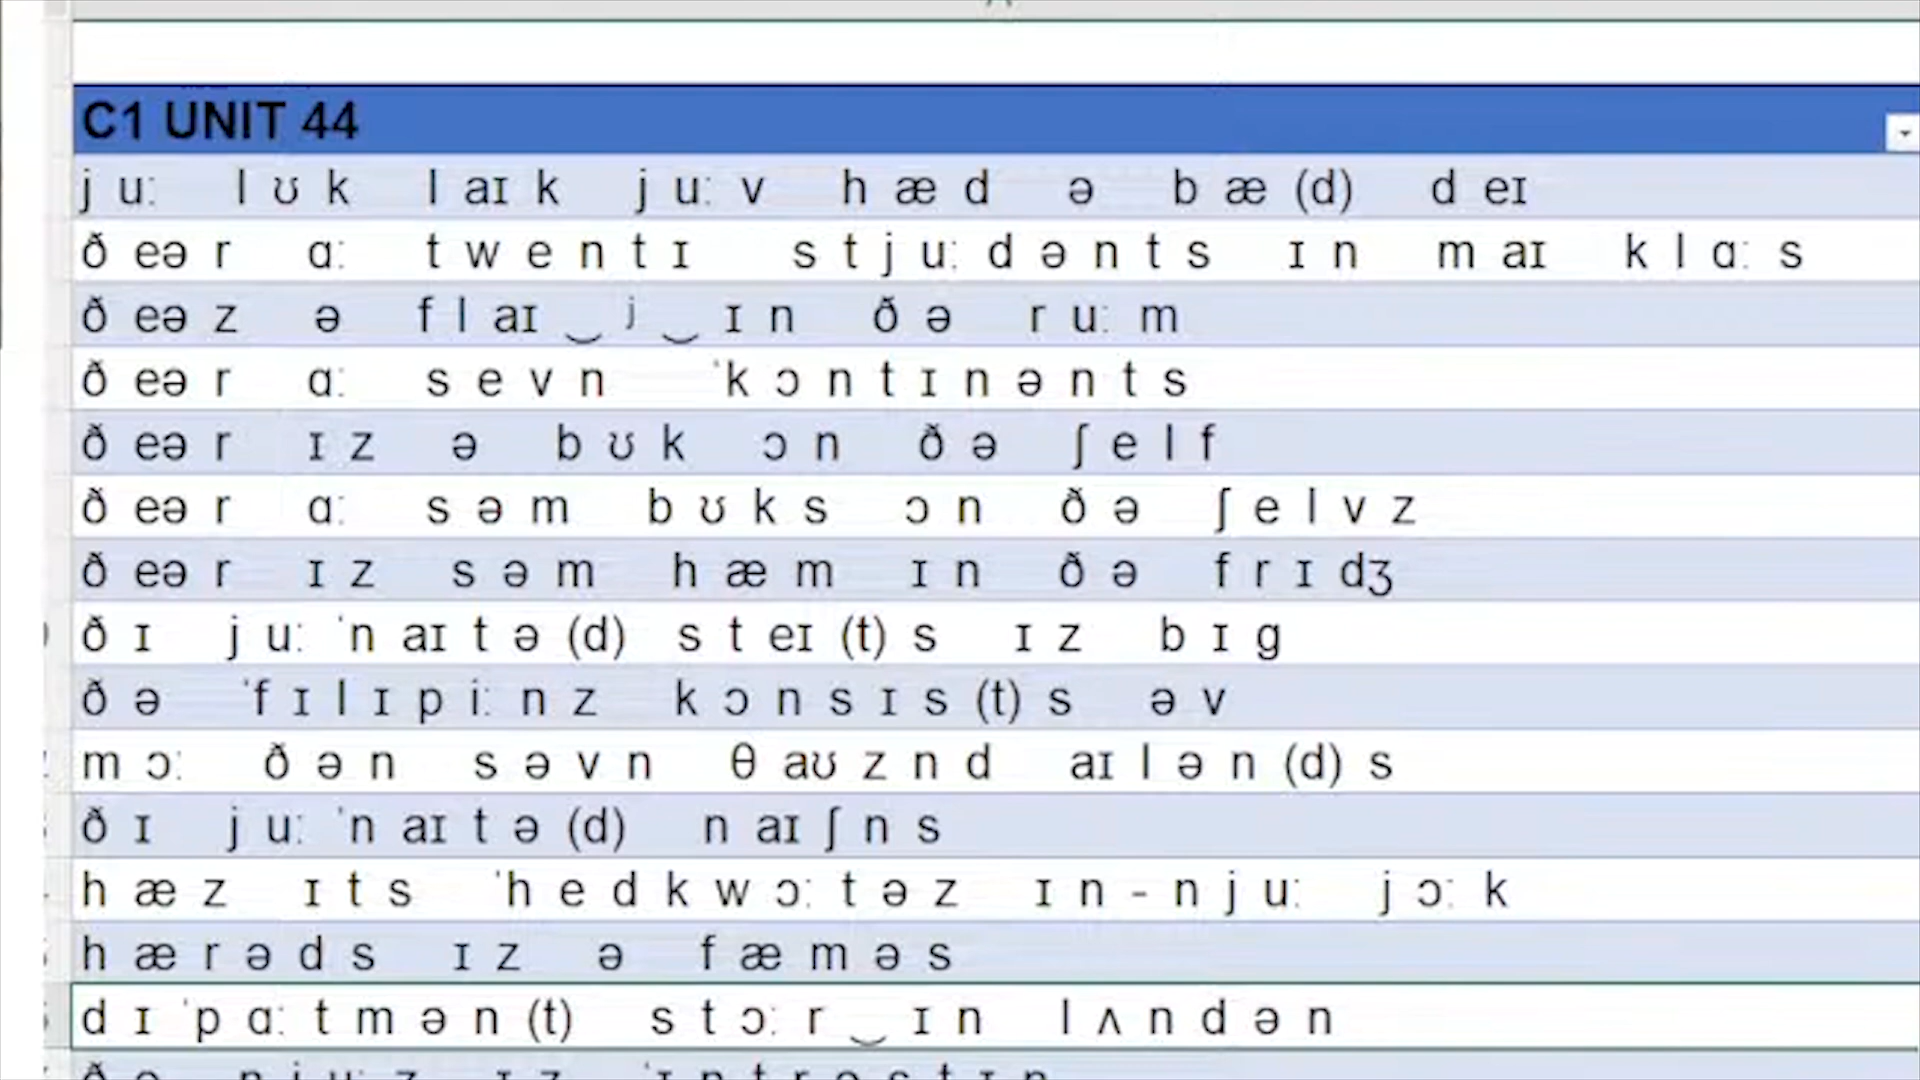 C1 UNIT 44
j uː l ʊ k l aɪ k j uː v h æ d ə b æ (d) d eɪ
ð eə r ɑː t w e n t ɪ s t j uː d ə n t s ɪ n m aɪ k l ɑː s
ð eə z ə f l aɪ ‿ ʲ ‿ ɪ n ð ə r uː m
ð eə r ɑː s e v n ˈk ɔ n t ɪ n ə n t s
ð eə r ɪ z ə b ʊ k ɔ n ð ə ʃ e l f
ð eə r ɑː s ə m b ʊ k s ɔ n ð ə ʃ e l v z
ð eə r ɪ z s ə m h æ m ɪ n ð ə f r ɪ dʒ
ð ɪ j uː ˈn aɪ t ə (d) s t eɪ (t) s ɪ z b ɪ g
ð ə ˈf ɪ l ɪ p iː n z k ɔ n s ɪ s (t) s ə v
m ɔː ð ə n s ə v n θ aʊ z n d aɪ l ə n (d) s
ð ɪ j uː ˈn aɪ t ə (d) n aɪ ʃ n s
h æ z ɪ t s ˈh e d k w ɔː t ə z ɪ n - n j uː j ɔː k
h æ r ə d s ɪ z ə f æ m ə s
d ɪ ˈp ɑː t m ə n (t) s t ɔː r ‿ ɪ n l ʌ n d ə n